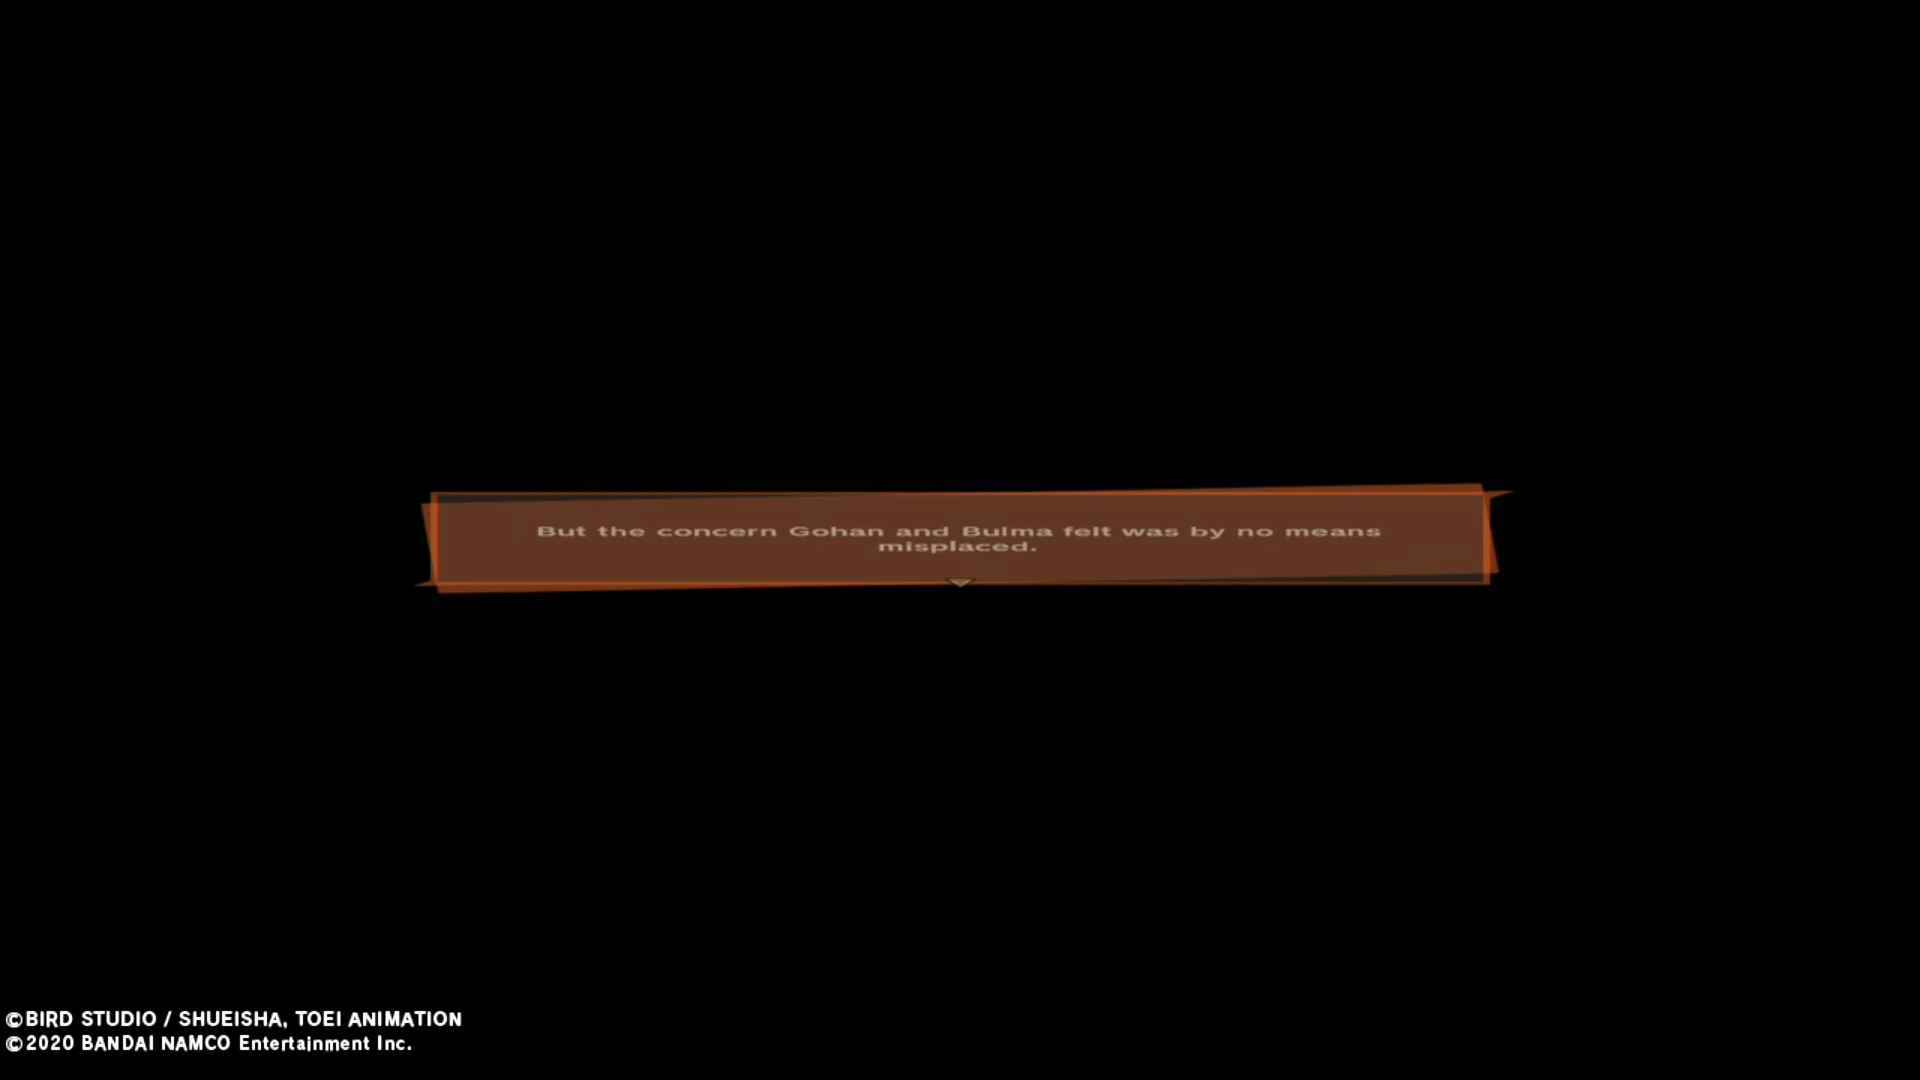 But the concern Gohan and Bulma felt was by no means
misplaced.
©BIRD STUDIO / SHUEISHA, TOEI ANIMATION
©2020 BANDAI NAMCO Entertainment Inc.